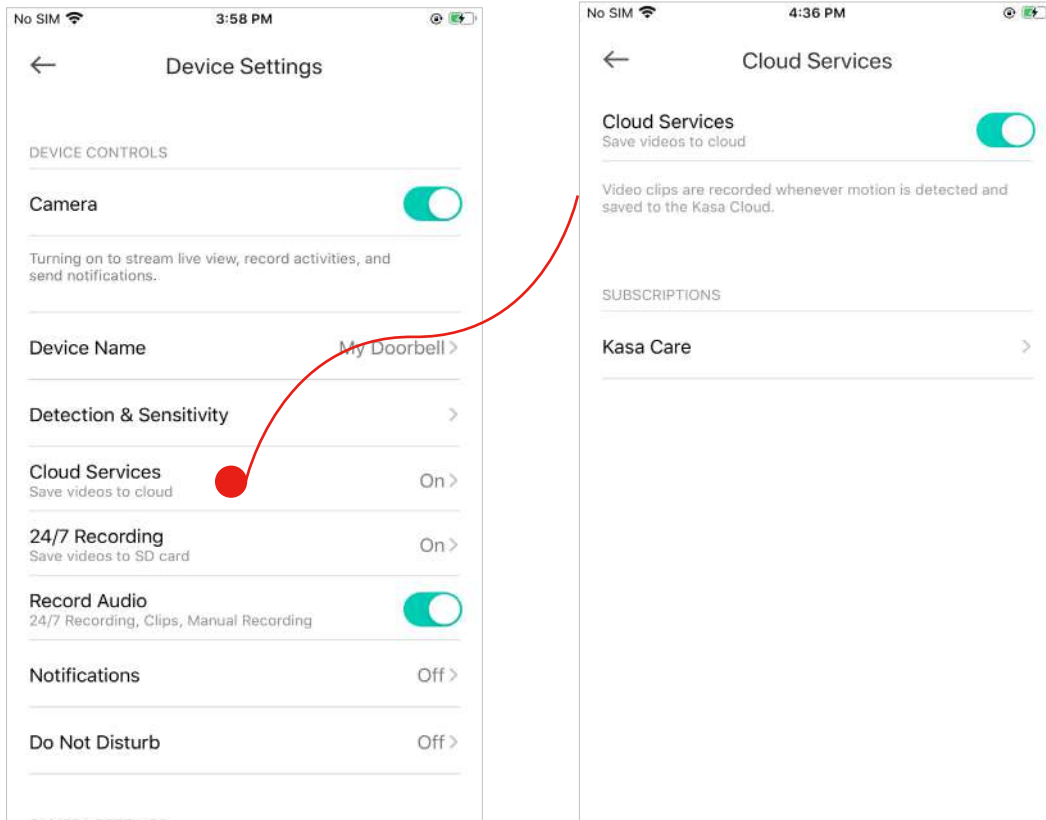 No SIM 3:58 PM
Device Settings
DEVICE CONTROLS
Camera
Turning on to stream live view, record activities, and
send notifications.
Device Name My Doorbell
Detection & Sensitivity
Cloud Services On
Save videos to cloud
24/7 Recording On
Save videos to SD card
Record Audio
24/7 Recording, Clips, Manual Recording
Notifications Off
Do Not Disturb Off
No SIM 4:36 PM
Cloud Services
Cloud Services
Save videos to cloud
Video clips are recorded whenever motion is detected and
saved to the Kasa Cloud.
SUBSCRIPTIONS
Kasa Care